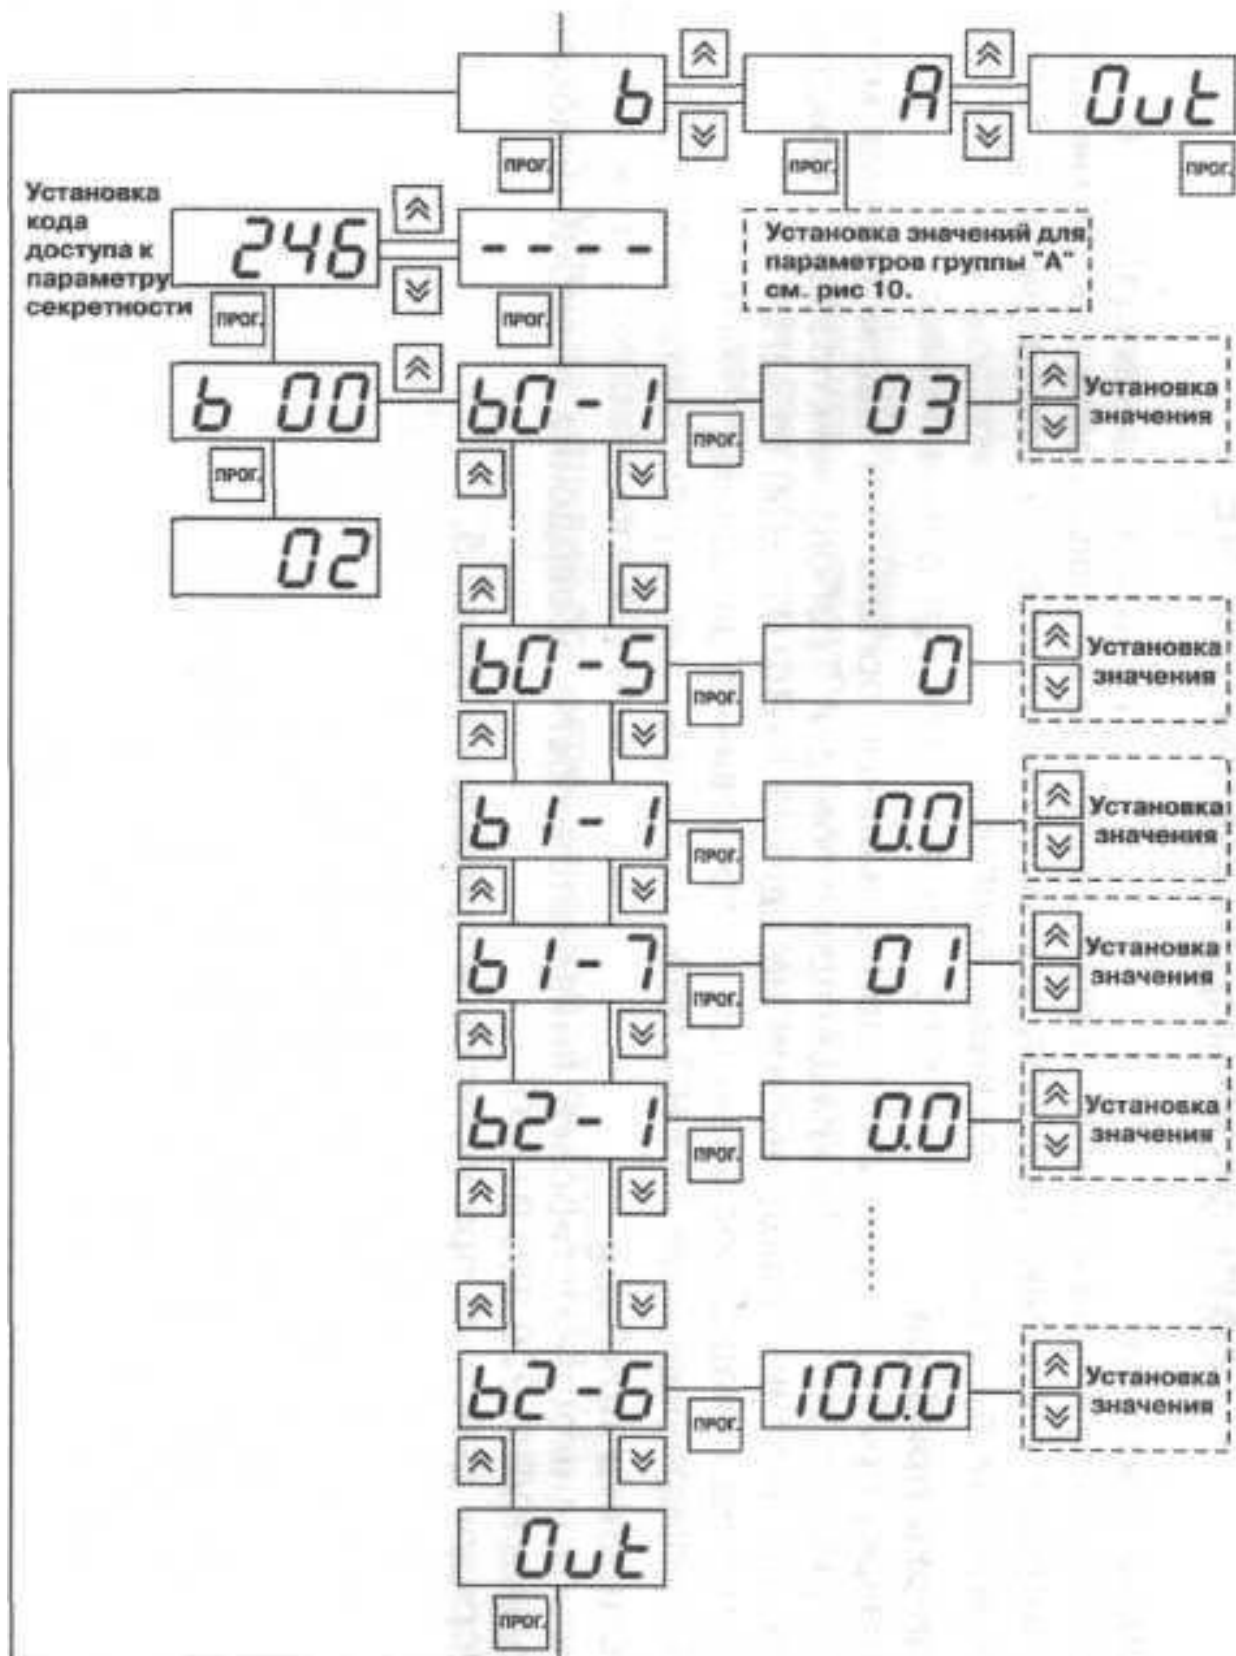 b
A
Out
ПРОГ.
ПРОГ.
ПРОГ.
Установка
кода
доступа к
параметру
секретности
246
- - - -
Установка значений для
параметров группы "А"
см. рис 10.
ПРОГ.
ПРОГ.
b 00
b0-1
03
Установка
значения
ПРОГ.
ПРОГ.
02
b0-5
0
Установка
значения
ПРОГ.
b1-1
0.0
Установка
значения
ПРОГ.
b1-7
01
Установка
значения
ПРОГ.
b2-1
0.0
Установка
значения
ПРОГ.
b2-6
100.0
Установка
значения
ПРОГ.
Out
ПРОГ.